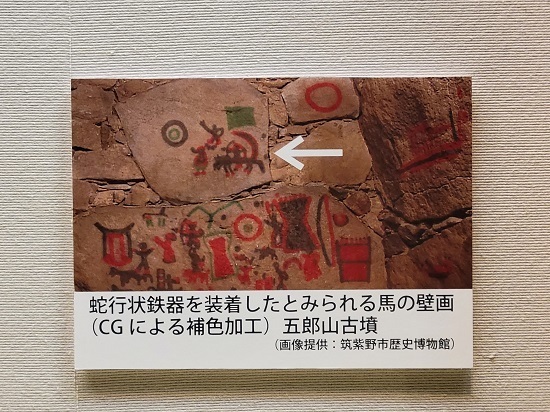 蛇行状鉄器を装着したとみられる馬の壁画
（CGによる補色加工）五郎山古墳
（画像提供：筑紫野市歴史博物館）